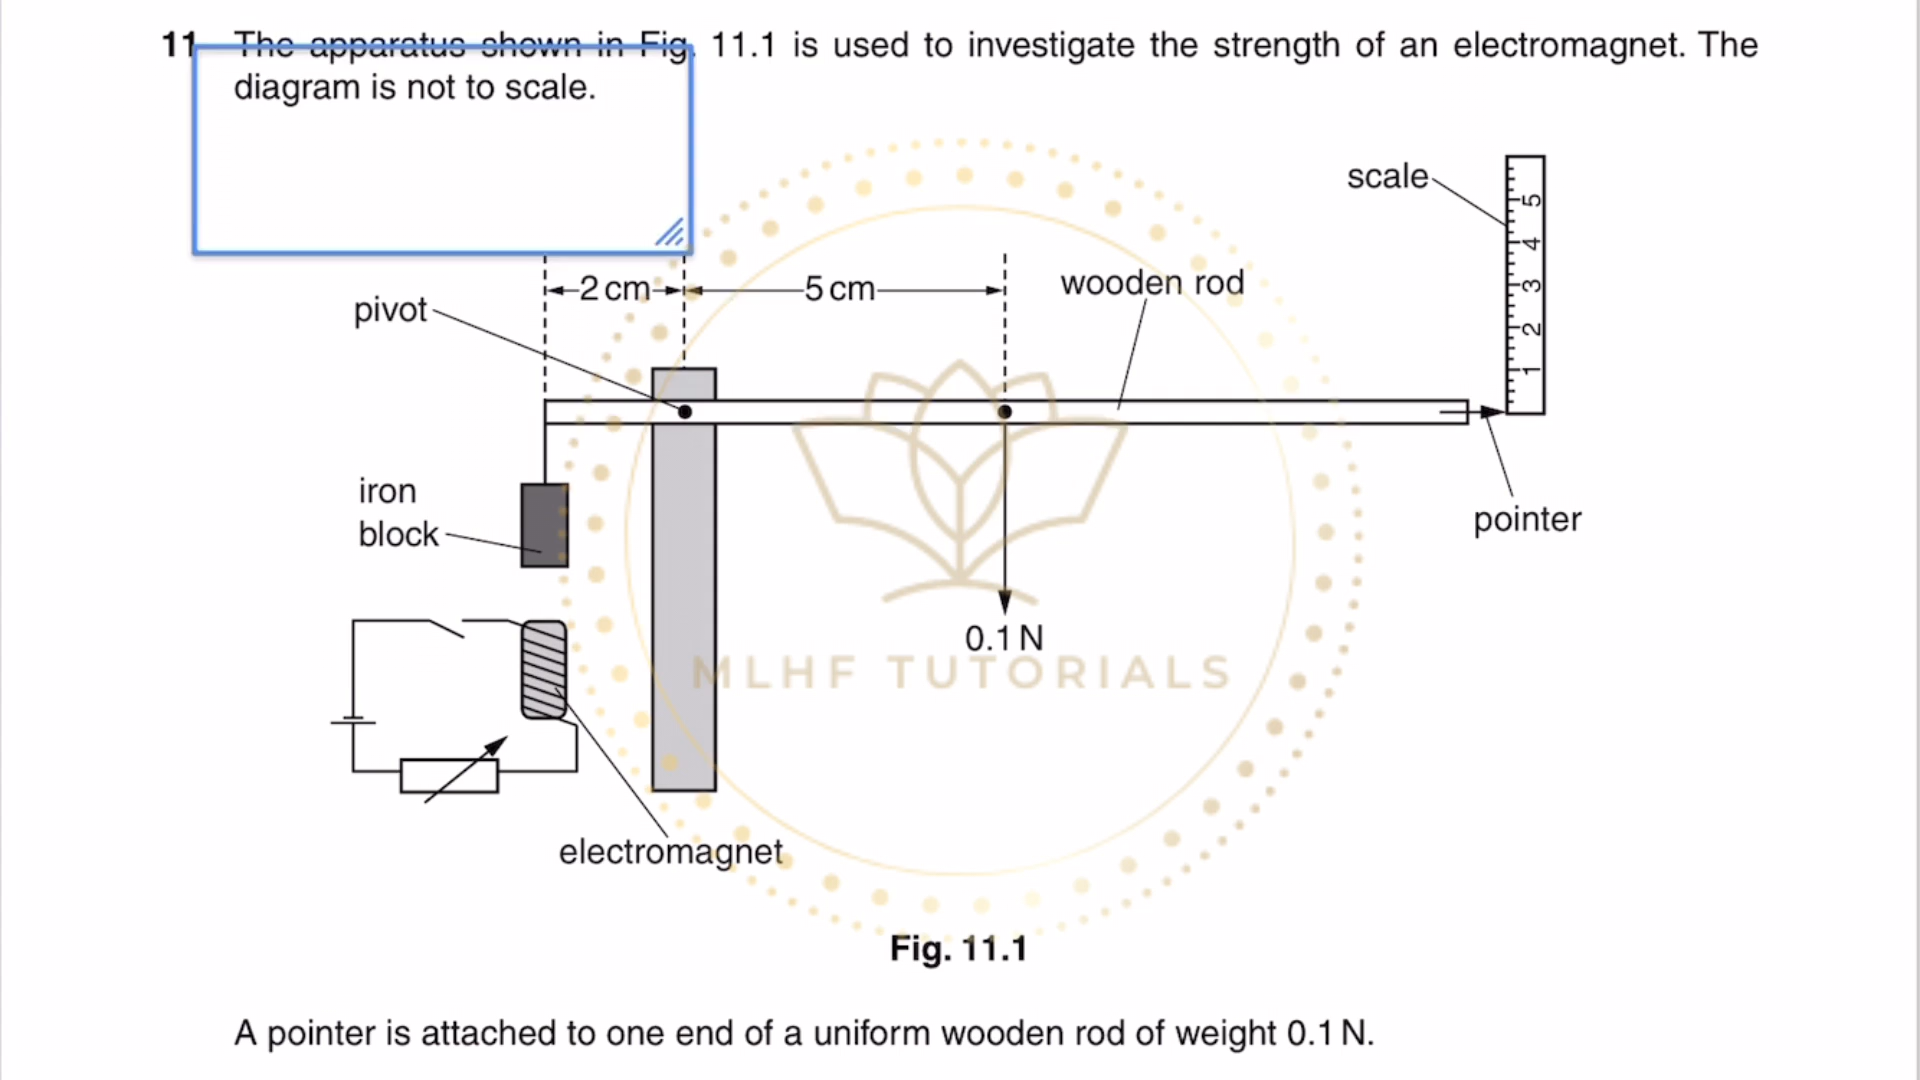 11 The apparatus shown in Fig. 11.1 is used to investigate the strength of an electromagnet. The
diagram is not to scale.
scale
5
4
3
2
1
2 cm
5 cm
wooden rod
pivot
iron
block
pointer
0.1 N
MLHF TUTORIALS
electromagnet
Fig. 11.1
A pointer is attached to one end of a uniform wooden rod of weight 0.1 N.